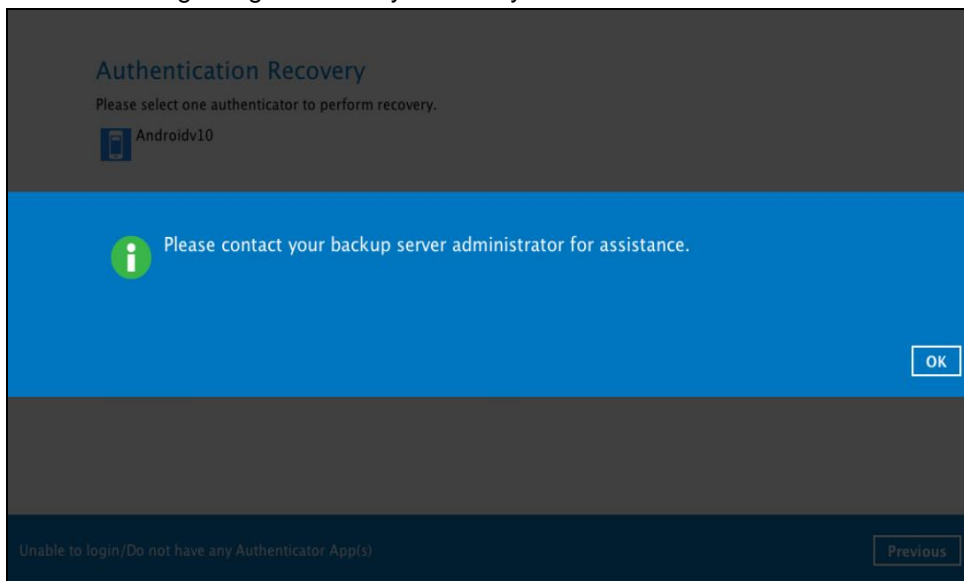 Authentication Recovery
Please select one authenticator to perform recovery.
Androidv10
Please contact your backup server administrator for assistance.
OK
Unable to login/Do not have any Authenticator App(s)
Previous